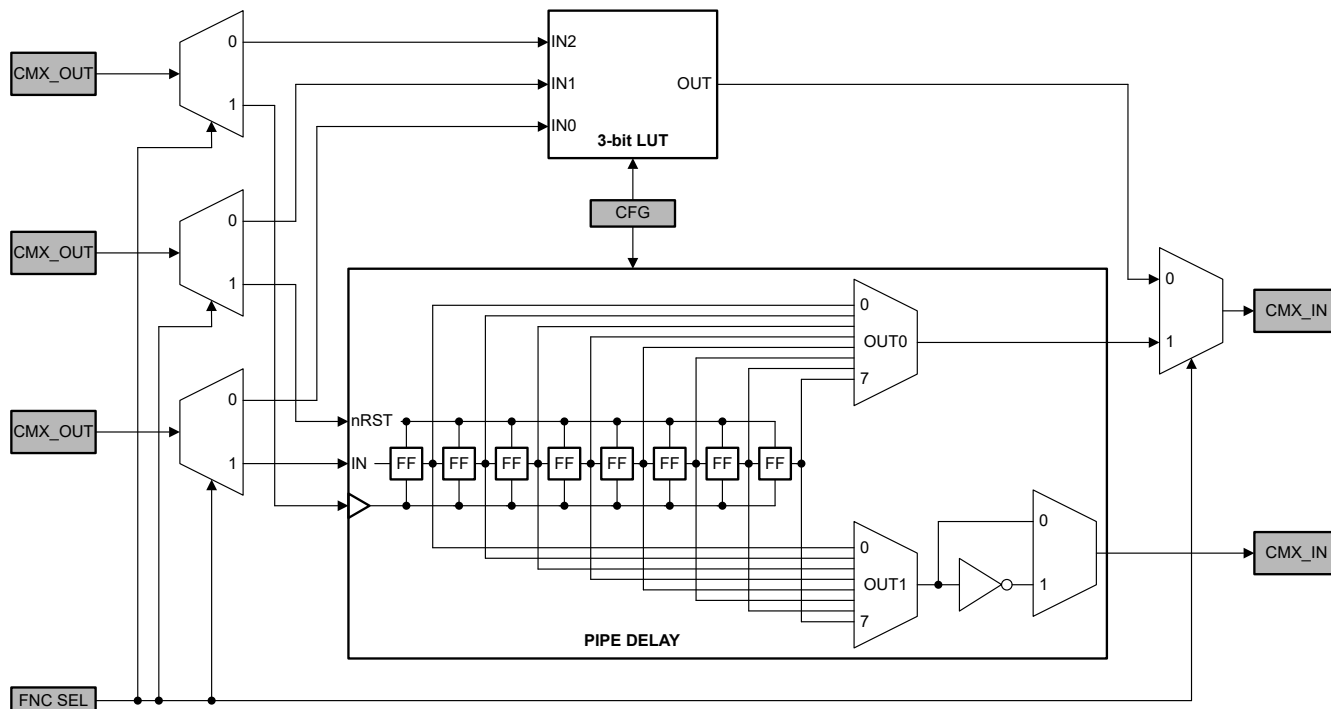 0
IN2
CMX_OUT
IN1
OUT
1
IN0
3-bit LUT
0
CFG
CMX_OUT
1
0
0
CMX_IN
OUT0
1
7
0
nRST
CMX_OUT
IN
FF FF FF FF FF FF FF FF
1
0
0
CMX_IN
OUT1
1
7
PIPE DELAY
FNC SEL